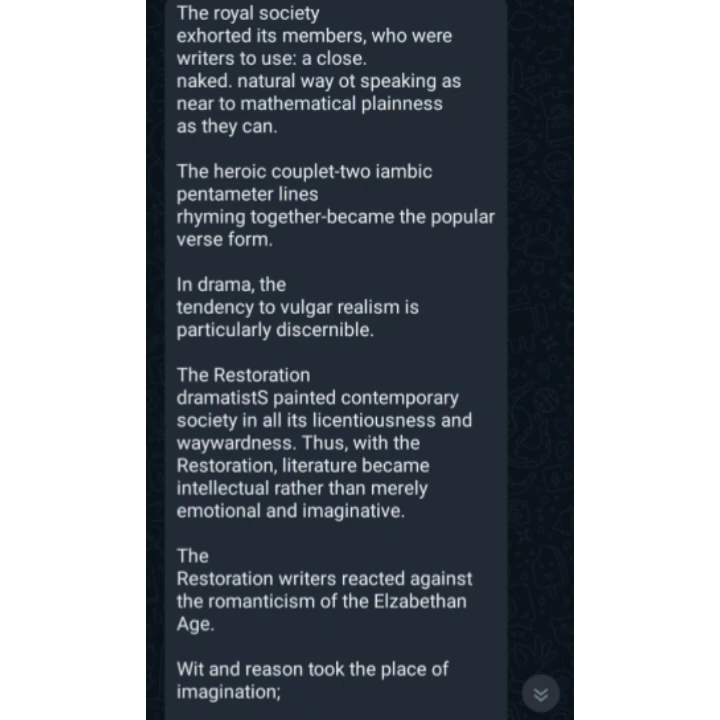 The royal society
exhorted its members, who were
writers to use: a close.
naked. natural way ot speaking as
near to mathematical plainness
as they can.
The heroic couplet-two iambic
pentameter lines
rhyming together-became the popular
verse form.
In drama, the
tendency to vulgar realism is
particularly discernible.
The Restoration
dramatistS painted contemporary
society in all its licentiousness and
waywardness. Thus, with the
Restoration, literature became
intellectual rather than merely
emotional and imaginative.
The
Restoration writers reacted against
the romanticism of the Elzabethan
Age.
Wit and reason took the place of
imagination;